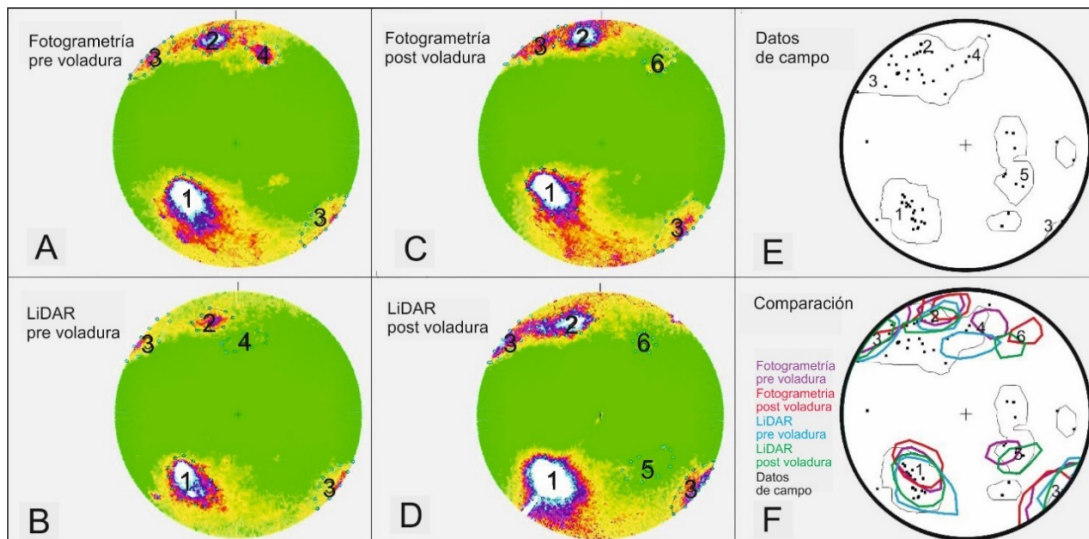 Fotogrametría
pre voladura
3
2
4
1
3
A
Fotogrametría
post voladura
3
2
6
1
3
C
Datos
de campo
2
4
3
5
1
3
E
LiDAR
pre voladura
2
4
3
1
3
B
LiDAR
post voladura
2
6
3
5
1
3
D
Comparación
2
4
3
6
Fotogrametría
pre voladura
Fotogrametria
post voladura
LiDAR
pre voladura
LiDAR
post voladura
Datos
de campo
5
1
3
F